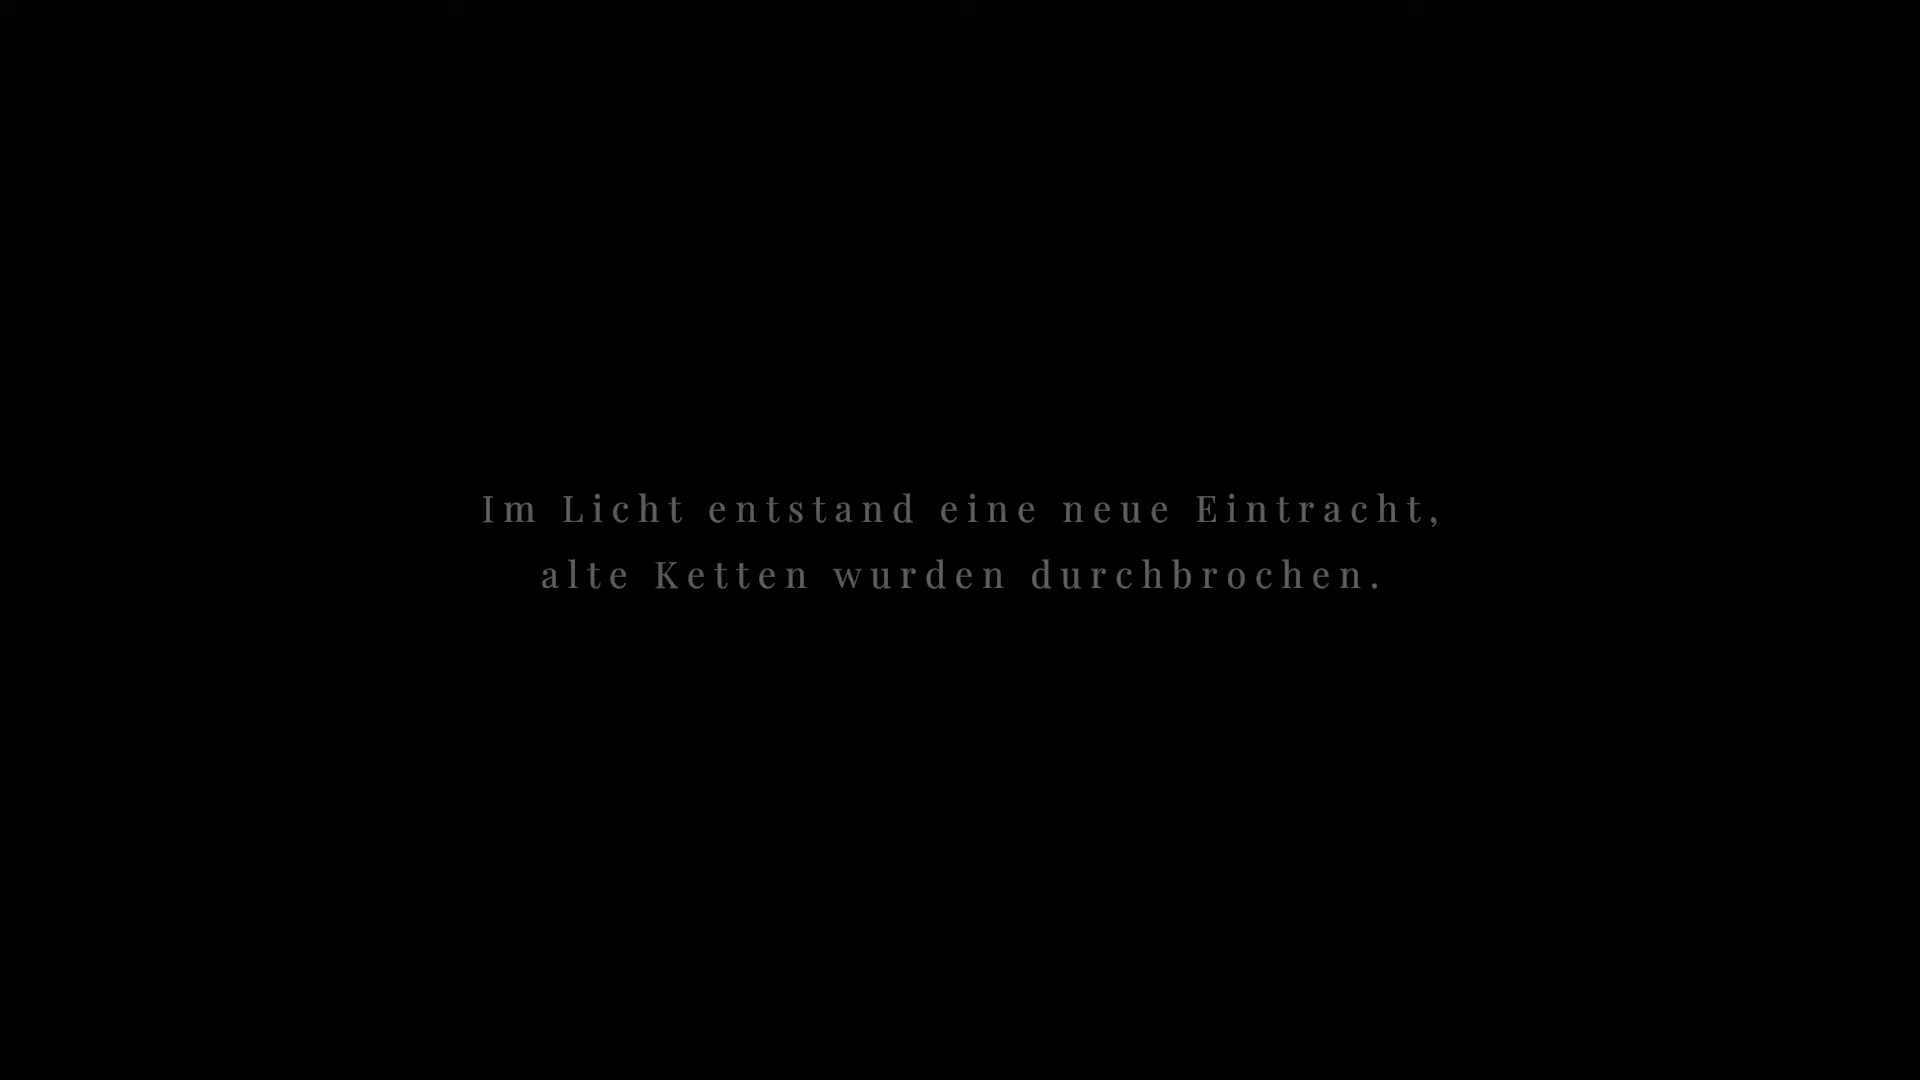 Im Licht entstand eine neue Eintracht,
alte Ketten wurden durchbrochen.